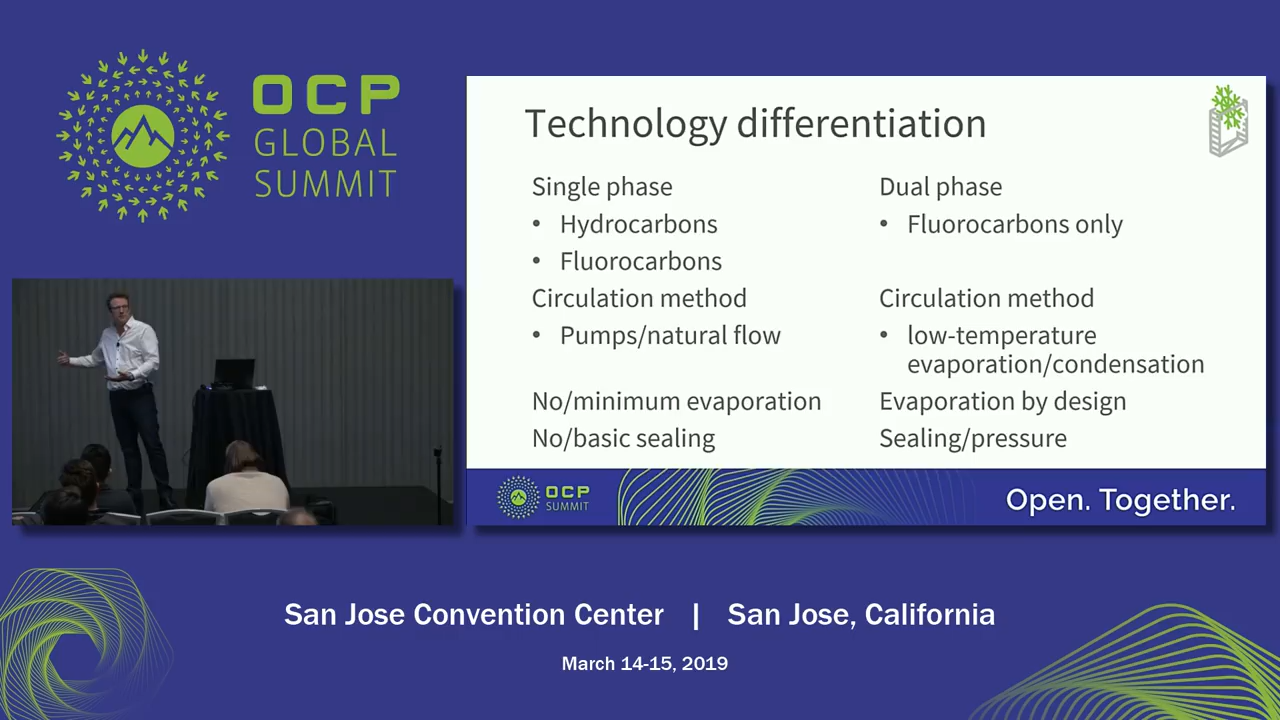 OCP
GLOBAL
SUMMIT
Technology differentiation
Single phase
• Hydrocarbons
• Fluorocarbons
Circulation method
• Pumps/natural flow
No/minimum evaporation
No/basic sealing
Dual phase
• Fluorocarbons only
Circulation method
• low-temperature
evaporation/condensation
Evaporation by design
Sealing/pressure
OCP
SUMMIT
Open. Together.
San Jose Convention Center | San Jose, California
March 14-15, 2019